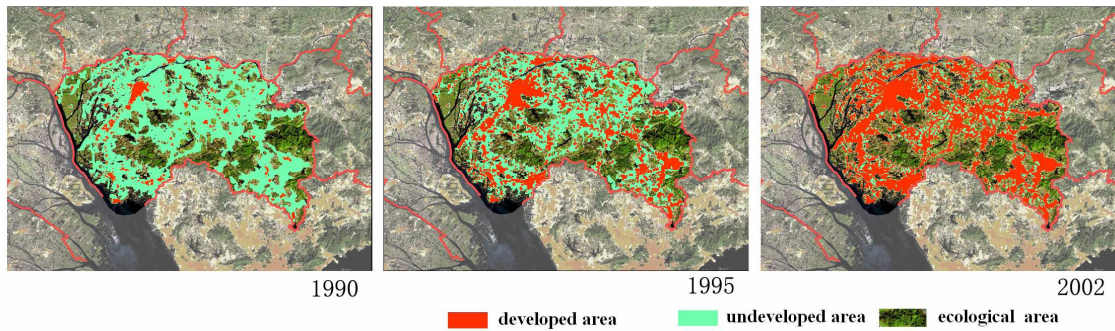 1990
1995
2002
developed area
undeveloped area
ecological area